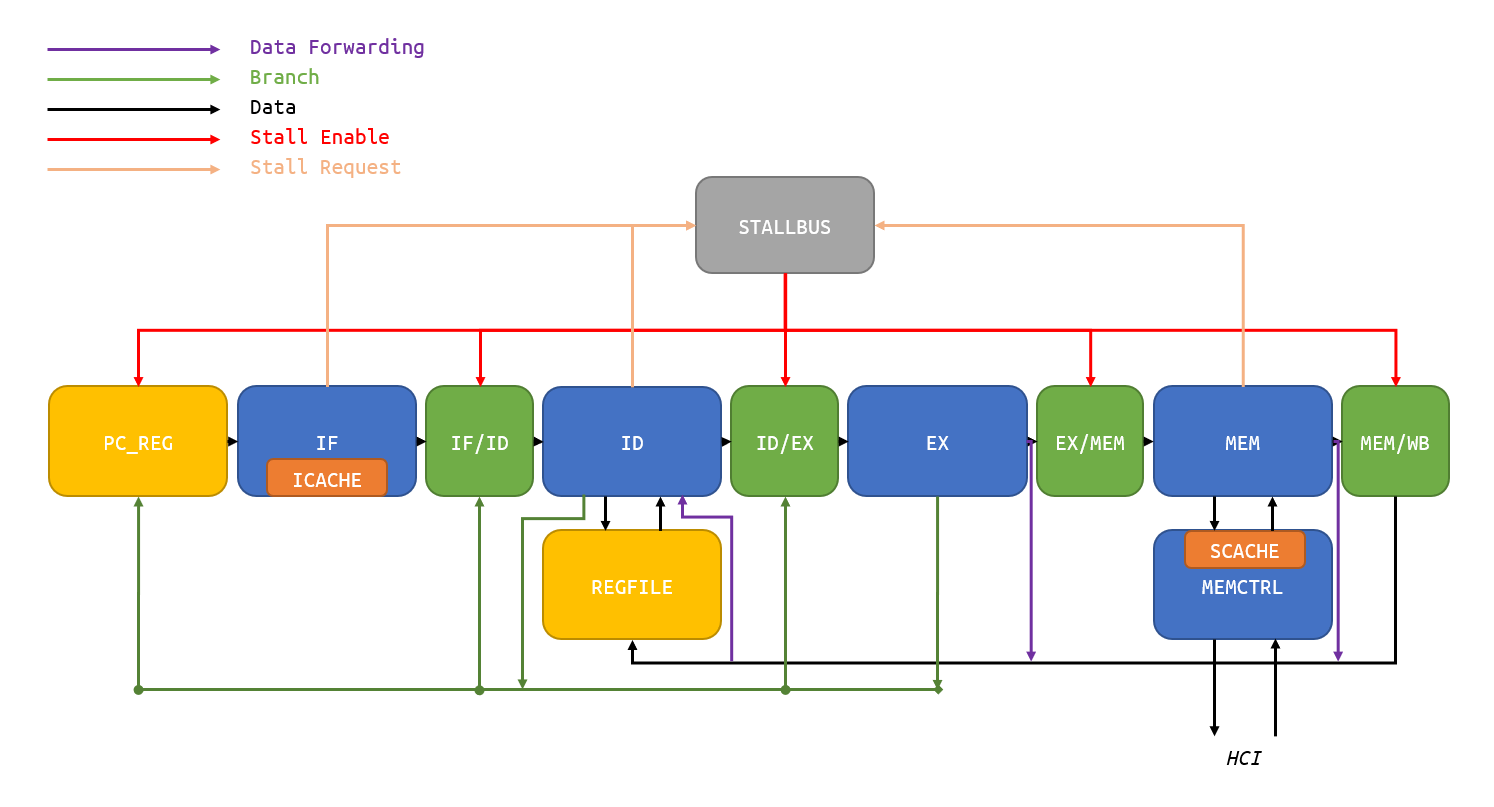 Data Forwarding
Branch
Data
Stall Enable
Stall Request
STALLBUS
PC_REG
IF
IF/ID
ID
ID/EX
EX
EX/MEM
MEM
MEM/WB
ICACHE
SCACHE
REGFILE
MEMCTRL
HCI